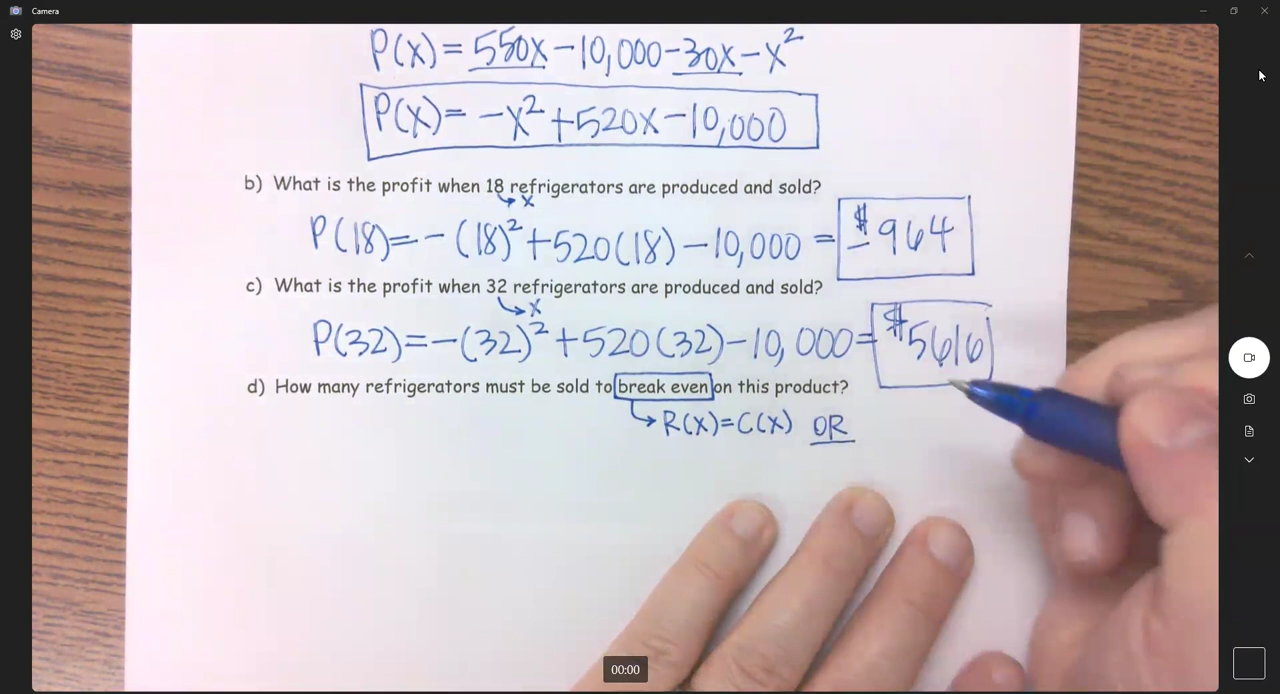 Camera
P(x) = 550x - 10,000 - 30x - x²
P(x) = -x² + 520x - 10,000
b) What is the profit when 18 refrigerators are produced and sold?
↳ x
P(18) = -(18)² + 520(18) - 10,000 = -$964
c) What is the profit when 32 refrigerators are produced and sold?
↳ x
P(32) = -(32)² + 520(32) - 10,000 = $5616
d) How many refrigerators must be sold to break even on this product?
↳ R(x) = C(x) OR
00:00